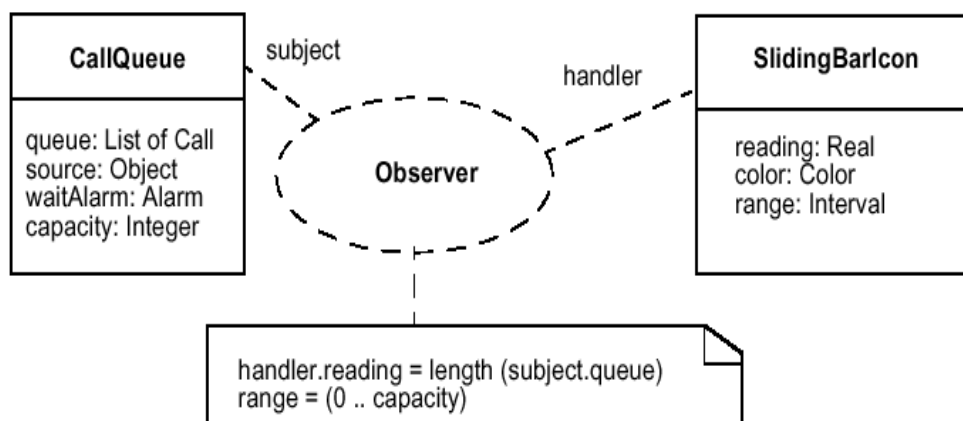 CallQueue
subject
queue: List of Call
source: Object
waitAlarm: Alarm
capacity: Integer
Observer
handler
SlidingBarIcon
reading: Real
color: Color
range: Interval
handler.reading = length (subject.queue)
range = (0 .. capacity)